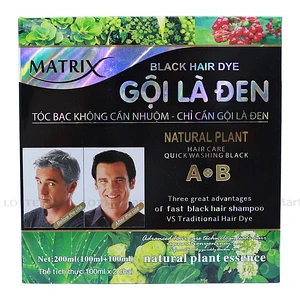 MATRIX
BLACK HAIR DYE
GỘI LÀ ĐEN
TÓC BẠC KHÔNG CẦN NHUỘM - CHỈ CẦN GỘI LÀ ĐEN
NATURAL PLANT
HAIR CARE
QUICK WASHING BLACK
A+B
Three great advantages
of fast black hair shampoo
VS Traditional Hair Dye
Net:200ml(100ml+100ml)
Thể tích thực:100ml x 2
natural plant essence